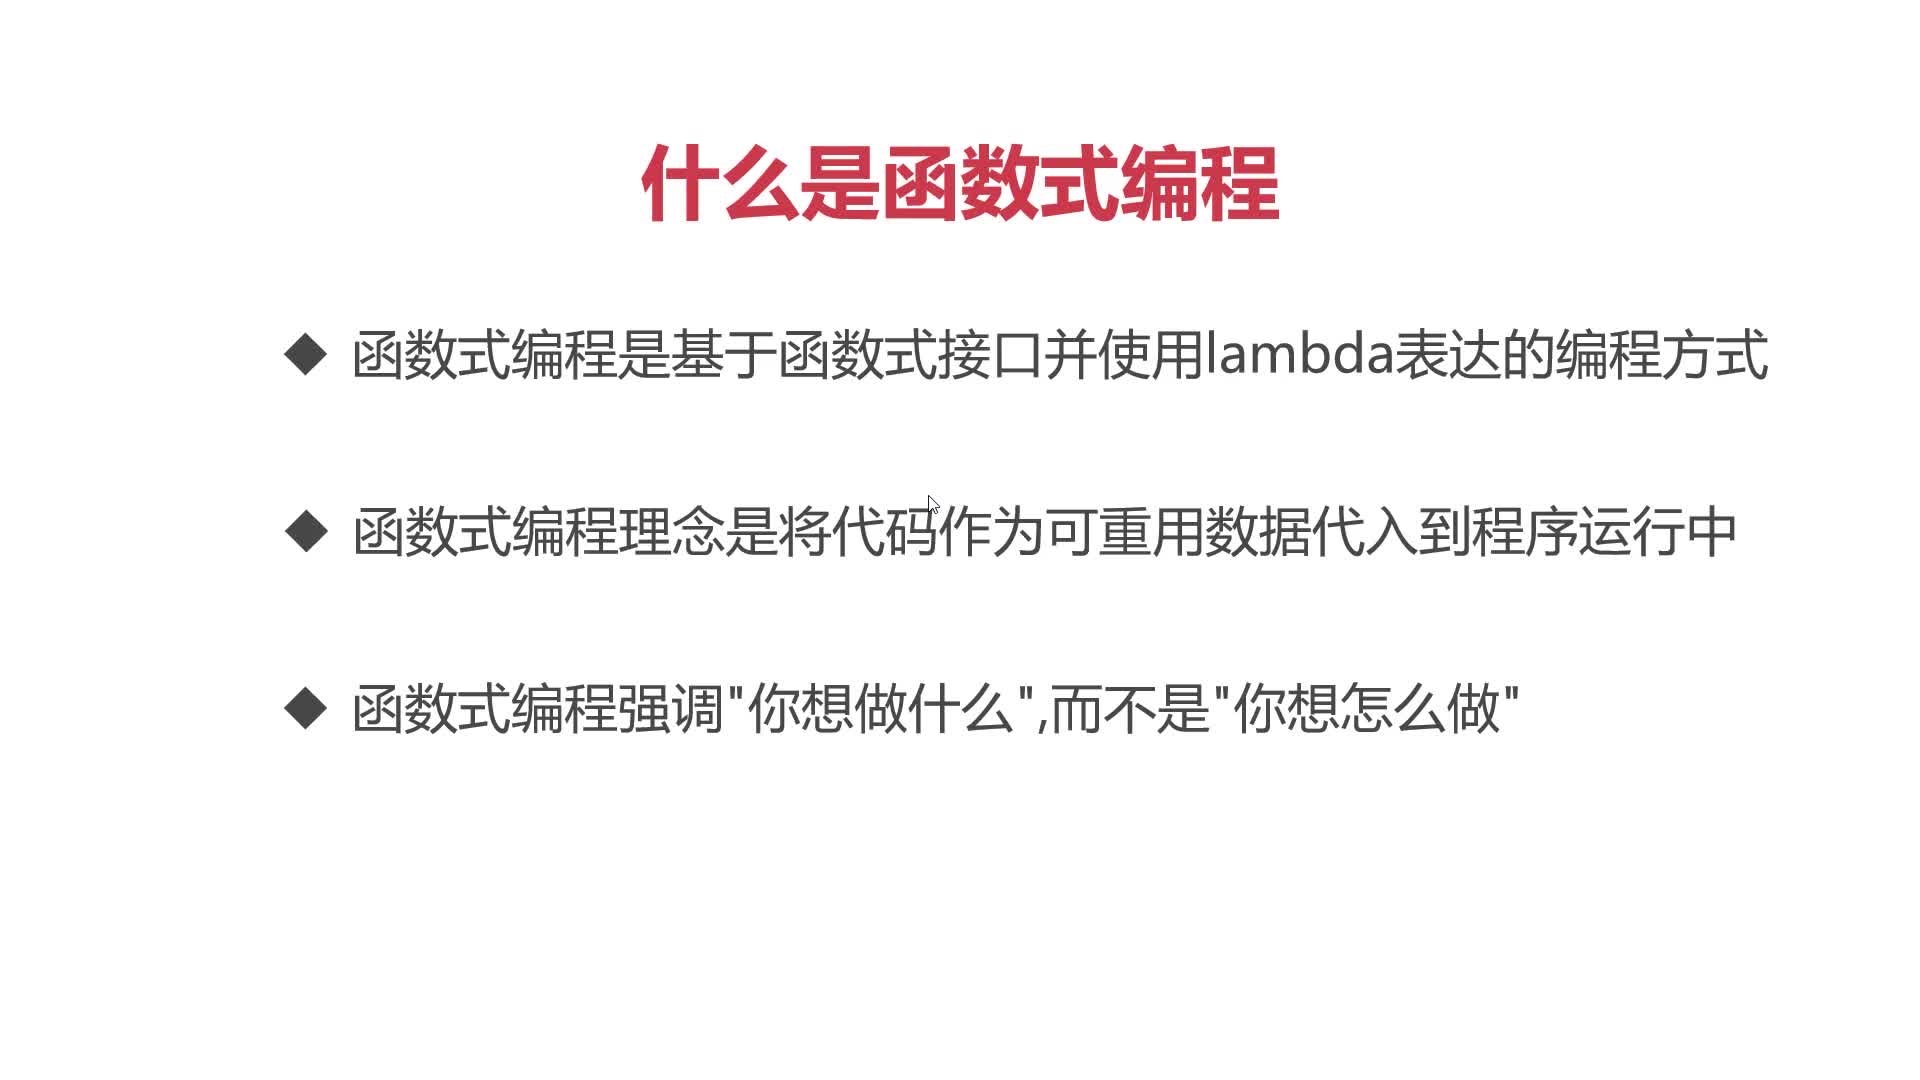 什么是函数式编程
◆ 函数式编程是基于函数式接口并使用lambda表达的编程方式
◆ 函数式编程理念是将代码作为可重用数据代入到程序运行中
◆ 函数式编程强调"你想做什么",而不是"你想怎么做"